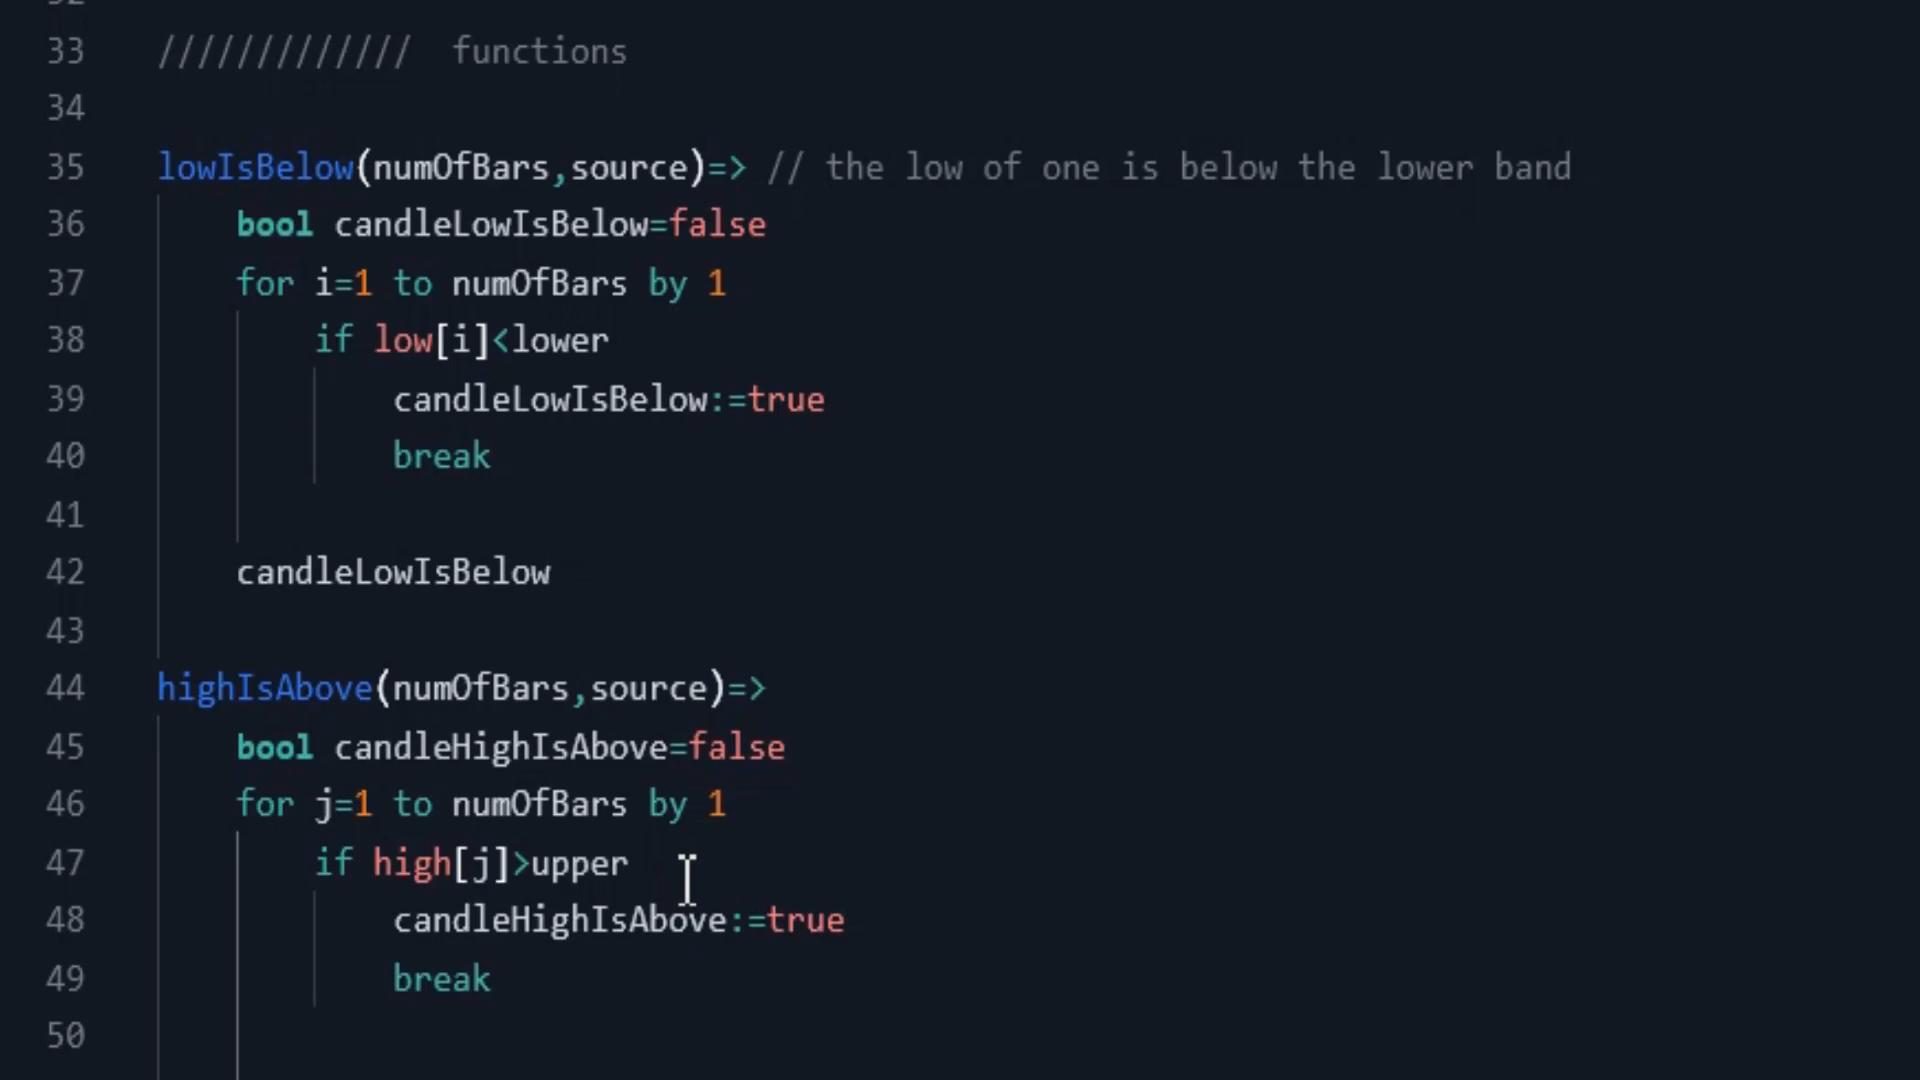 33 ///////////// functions
34
35 lowIsBelow(numOfBars,source)=> // the low of one is below the lower band
36 bool candleLowIsBelow=false
37 for i=1 to numOfBars by 1
38 if low[i]<lower
39 candleLowIsBelow:=true
40 break
41
42 candleLowIsBelow
43
44 highIsAbove(numOfBars,source)=>
45 bool candleHighIsAbove=false
46 for j=1 to numOfBars by 1
47 if high[j]>upper
48 candleHighIsAbove:=true
49 break
50